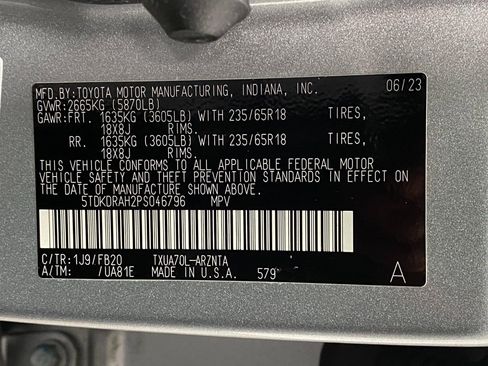 MFD.BY:TOYOTA MOTOR MANUFACTURING, INDIANA, INC. 06/23
GVWR:2665KG (5870LB)
GAWR:FRT. 1635KG (3605LB) WITH 235/65R18 TIRES,
18X8J RIMS.
RR. 1635KG (3605LB) WITH 235/65R18 TIRES,
18X8J RIMS.
THIS VEHICLE CONFORMS TO ALL APPLICABLE FEDERAL MOTOR
VEHICLE SAFETY AND THEFT PREVENTION STANDARDS IN EFFECT ON
THE DATE OF MANUFACTURE SHOWN ABOVE.
5TDKDRAH2PS046796 MPV
C/TR:1J9/FB20 TXUA70L-ARZNTA
A/TM: /UA81E MADE IN U.S.A. 579 A